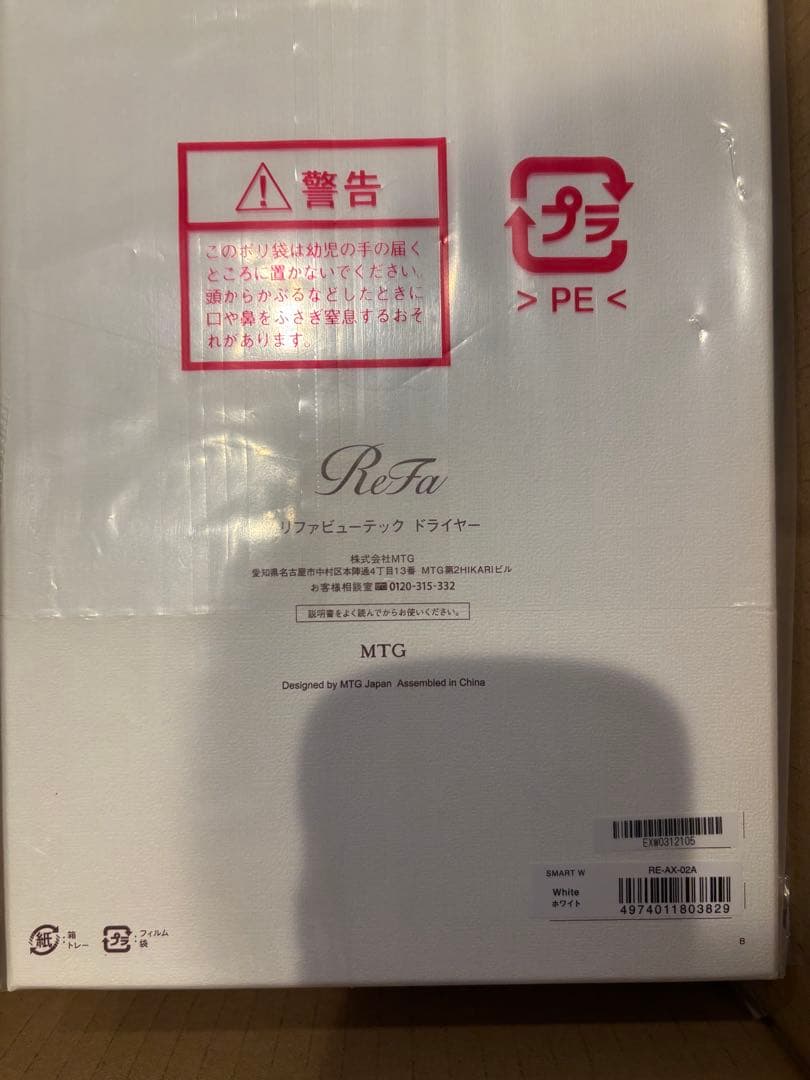 警告
このポリ袋は幼児の手の届く
ところに置かないでください。
頭からかぶるなどしたときに
口や鼻をふさぎ窒息するおそ
れがあります。
プラ
> PE <
ReFa
リファビューテック ドライヤー
株式会社MTG
愛知県名古屋市中村区本陣通4丁目13番 MTG第2HIKARIビル
お客様相談室 0120-315-332
説明書をよく読んでからお使いください。
MTG
Designed by MTG Japan Assembled in China
EXW0312105
SMART W RE-AX-02A
White
ホワイト
4974011803829
紙 : 箱
トレー
プラ : フィルム
袋
8